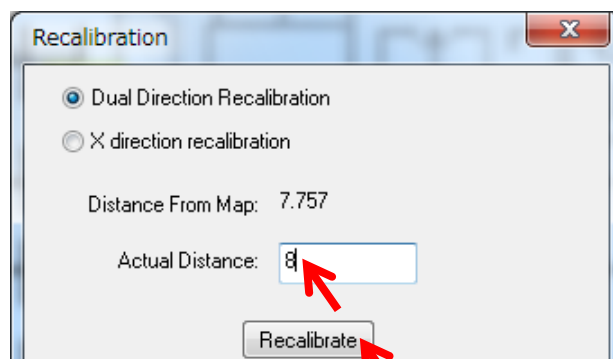 Recalibration
Dual Direction Recalibration
X direction recalibration
Distance From Map: 7.757
Actual Distance: 8
Recalibrate